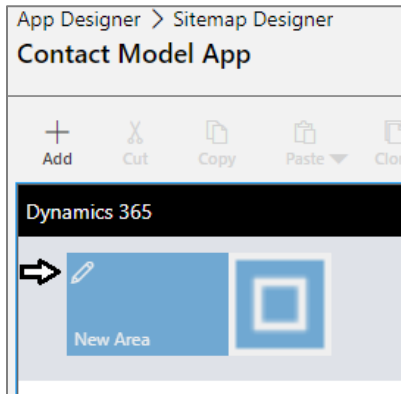 App Designer > Sitemap Designer
Contact Model App
Add Cut Copy Paste
Dynamics 365
New Area